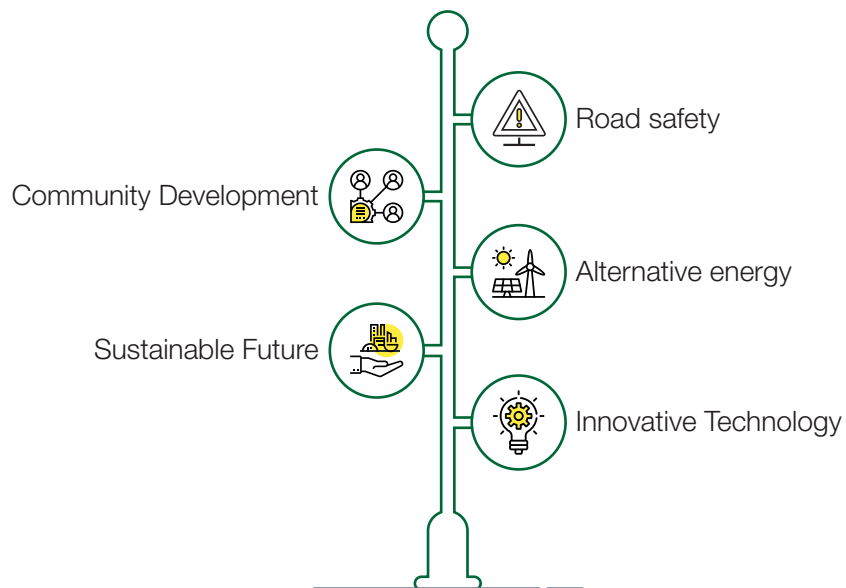 Road safety
Community Development
Alternative energy
Sustainable Future
Innovative Technology